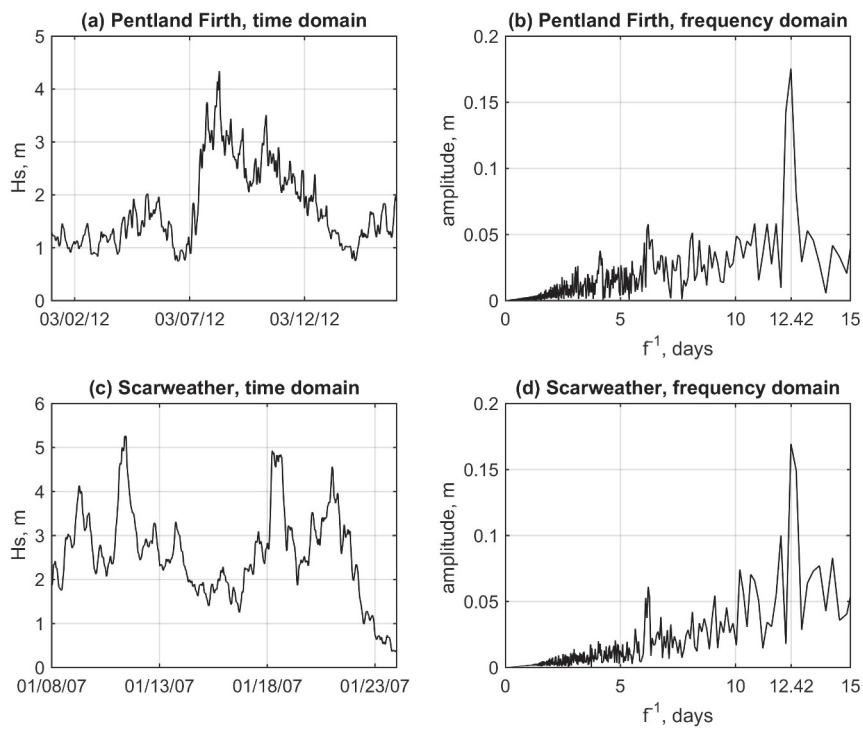 (a) Pentland Firth, time domain
5
4
3
2
1
0
Hs, m
03/02/12 03/07/12 03/12/12
(b) Pentland Firth, frequency domain
0.2
0.15
0.1
0.05
0
amplitude, m
0 5 10 12.42 15
f⁻¹, days
(c) Scarweather, time domain
6
5
4
3
2
1
0
Hs, m
01/08/07 01/13/07 01/18/07 01/23/07
(d) Scarweather, frequency domain
0.2
0.15
0.1
0.05
0
amplitude, m
0 5 10 12.42 15
f⁻¹, days